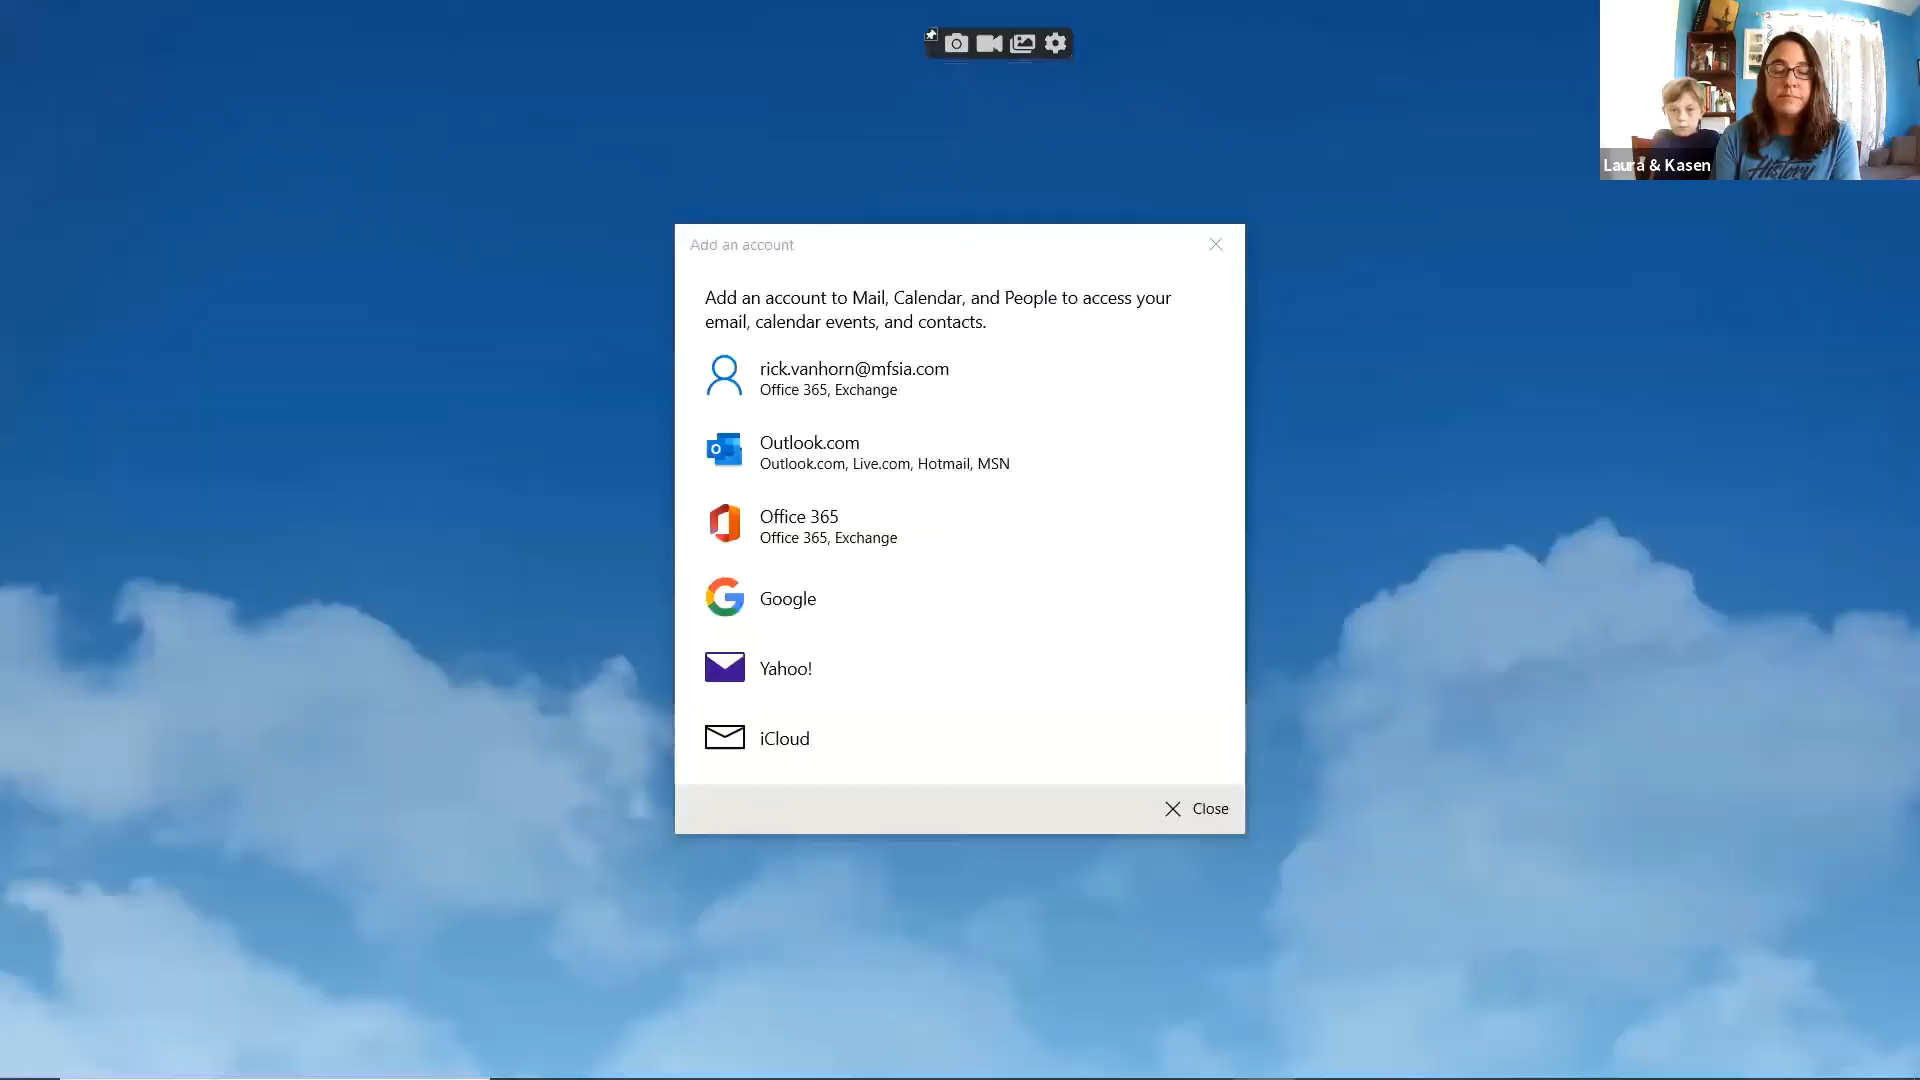 Laura & Kasen
History
Add an account
Add an account to Mail, Calendar, and People to access your
email, calendar events, and contacts.
rick.vanhorn@mfsia.com
Office 365, Exchange
Outlook.com
Outlook.com, Live.com, Hotmail, MSN
Office 365
Office 365, Exchange
Google
Yahoo!
iCloud
Close